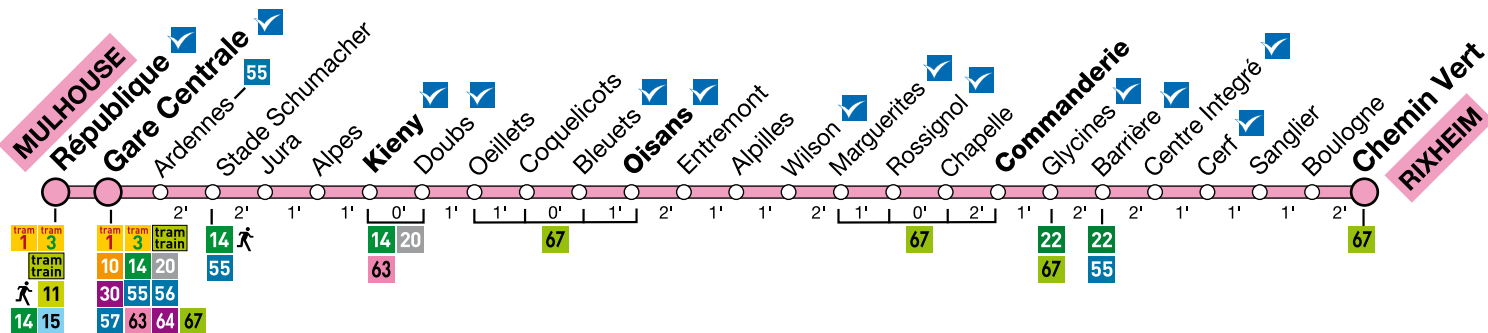 MULHOUSE
République
Gare Centrale
Ardennes
55
Stade Schumacher
Jura
Alpes
Kieny
Doubs
Oeillets
Coquelicots
Bleuets
Oisans
Entremont
Alpilles
Wilson
Marguerites
Rossignol
Chapelle
Commanderie
Glycines
Barrière
Centre Integré
Cerf
Sanglier
Boulogne
Chemin Vert
RIXHEIM
2' 2' 1' 1' 0' 1' 1' 0' 1' 2' 1' 1' 2' 1' 0' 2' 1' 2' 2' 1' 1' 1' 2'
tram 1 tram 3
tram train
11
14 15
tram 1 tram 3 tram train
10 14 20
30 55 56
57 63 64 67
14
55
14 20
63
67
67
22
67
22
55
67